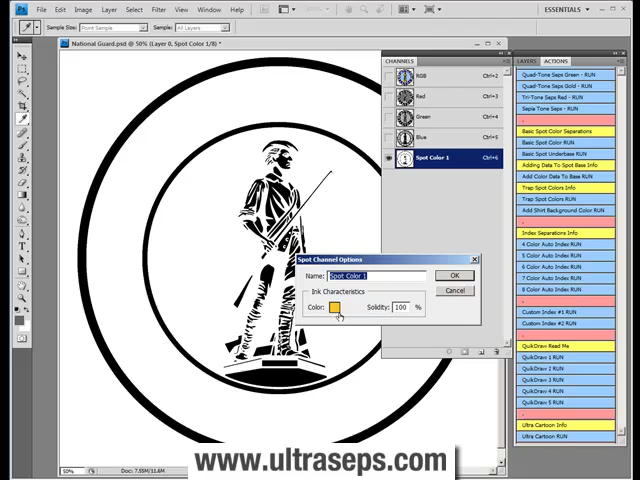 File Edit Image Layer Select Filter Analysis 3D View Window Help
ESSENTIALS
Sample Size: Point Sample Sample: All Layers
National Guard.psd @ 50% (Layer 0, Spot Color 1/8) *
CHANNELS
RGB Ctrl+2
Red Ctrl+3
Green Ctrl+4
Blue Ctrl+5
Spot Color 1 Ctrl+6
LAYERS ACTIONS
Quad-Tone Seps Green - RUN
Quad-Tone Seps Gold - RUN
Tri-Tone Seps Red - RUN
Sepia Tone Seps - RUN
Basic Spot Color Separations
Basic Spot Color RUN
Basic Spot Underbase RUN
Adding Data To Spot Base Info
Add Color Data To Base RUN
Trap Spot Colors Info
Trap Spot Colors RUN
Add Shirt Background Color RUN
Index Separations Info
4 Color Auto Index RUN
5 Color Auto Index RUN
6 Color Auto Index RUN
7 Color Auto Index RUN
8 Color Auto Index RUN
Custom Index #1 RUN
Custom Index #2 RUN
QuikDraw Read Me
QuikDraw 1 RUN
QuikDraw 2 RUN
QuikDraw 3 RUN
QuikDraw 4 RUN
QuikDraw 5 RUN
Ultra Cartoon Info
Ultra Cartoon RUN
Spot Channel Options
Name: Spot Color 1
OK
Ink Characteristics
Cancel
Color: Solidity: 100 %
50% Doc: 7.55M/11.6M
www.ultraseps.com